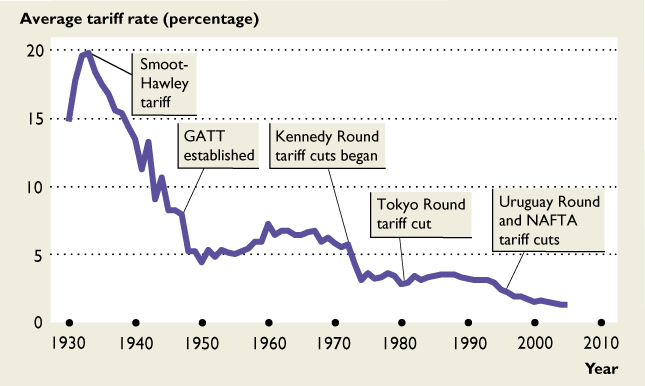 Average tariff rate (percentage)
20
15
10
5
0
Smoot-
Hawley
tariff
GATT
established
Kennedy Round
tariff cuts began
Tokyo Round
tariff cut
Uruguay Round
and NAFTA
tariff cuts
1930 1940 1950 1960 1970 1980 1990 2000 2010
Year